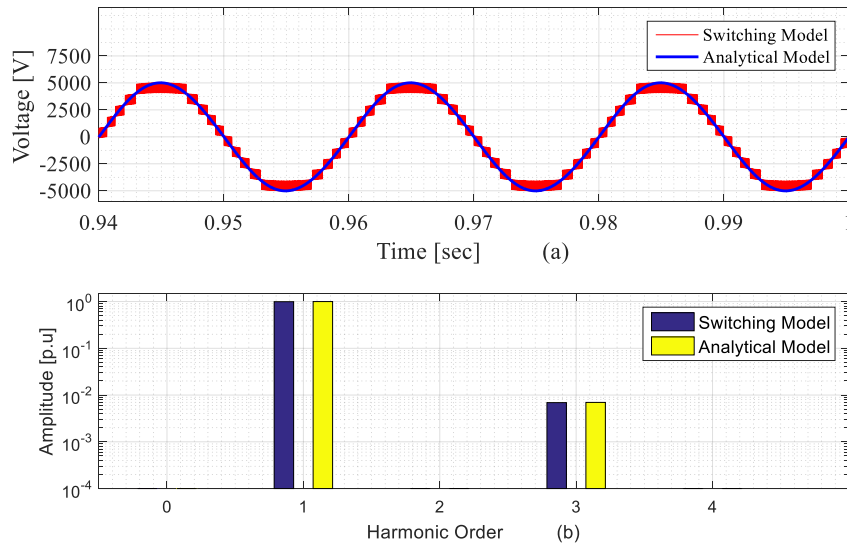 Voltage [V]
7500
5000
2500
0
-2500
-5000
Switching Model
Analytical Model
0.94
0.95
0.96
0.97
0.98
0.99
1
Time [sec]
(a)
Amplitude [p.u]
10^0
10^-1
10^-2
10^-3
10^-4
Switching Model
Analytical Model
0
1
2
3
4
Harmonic Order
(b)